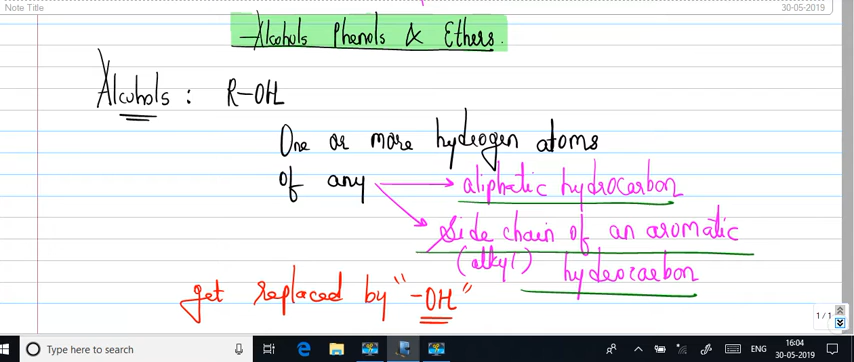 Note Title
30-05-2019
Alcohols Phenols & Ethers.
Alcohols : R-OH
One or more hydrogen atoms
of any → aliphatic hydrocarbon
side chain of an aromatic
(alkyl) hydrocarbon
get replaced by "-OH"
1 / 1
Type here to search
ENG
16:04
30-05-2019